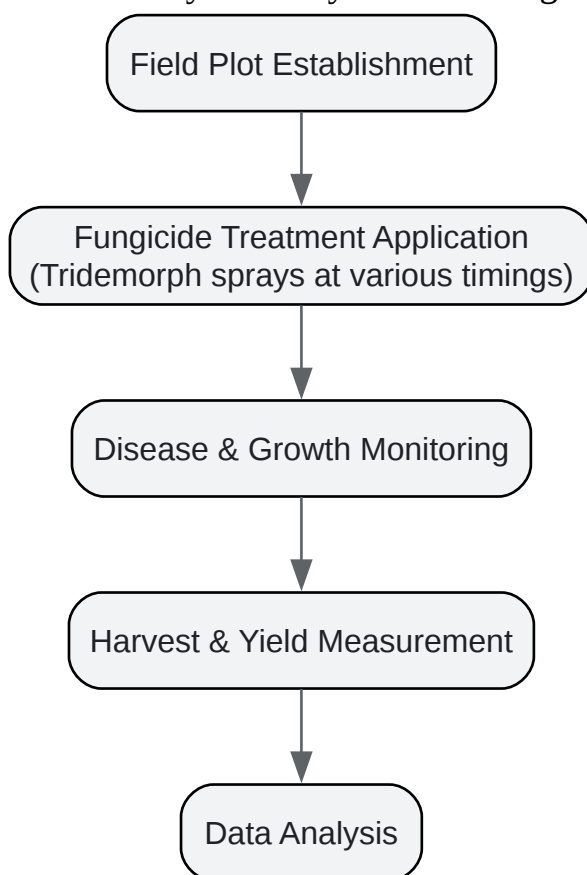 Field Plot Establishment
Fungicide Treatment Application
(Tridemorph sprays at various timings)
Disease & Growth Monitoring
Harvest & Yield Measurement
Data Analysis